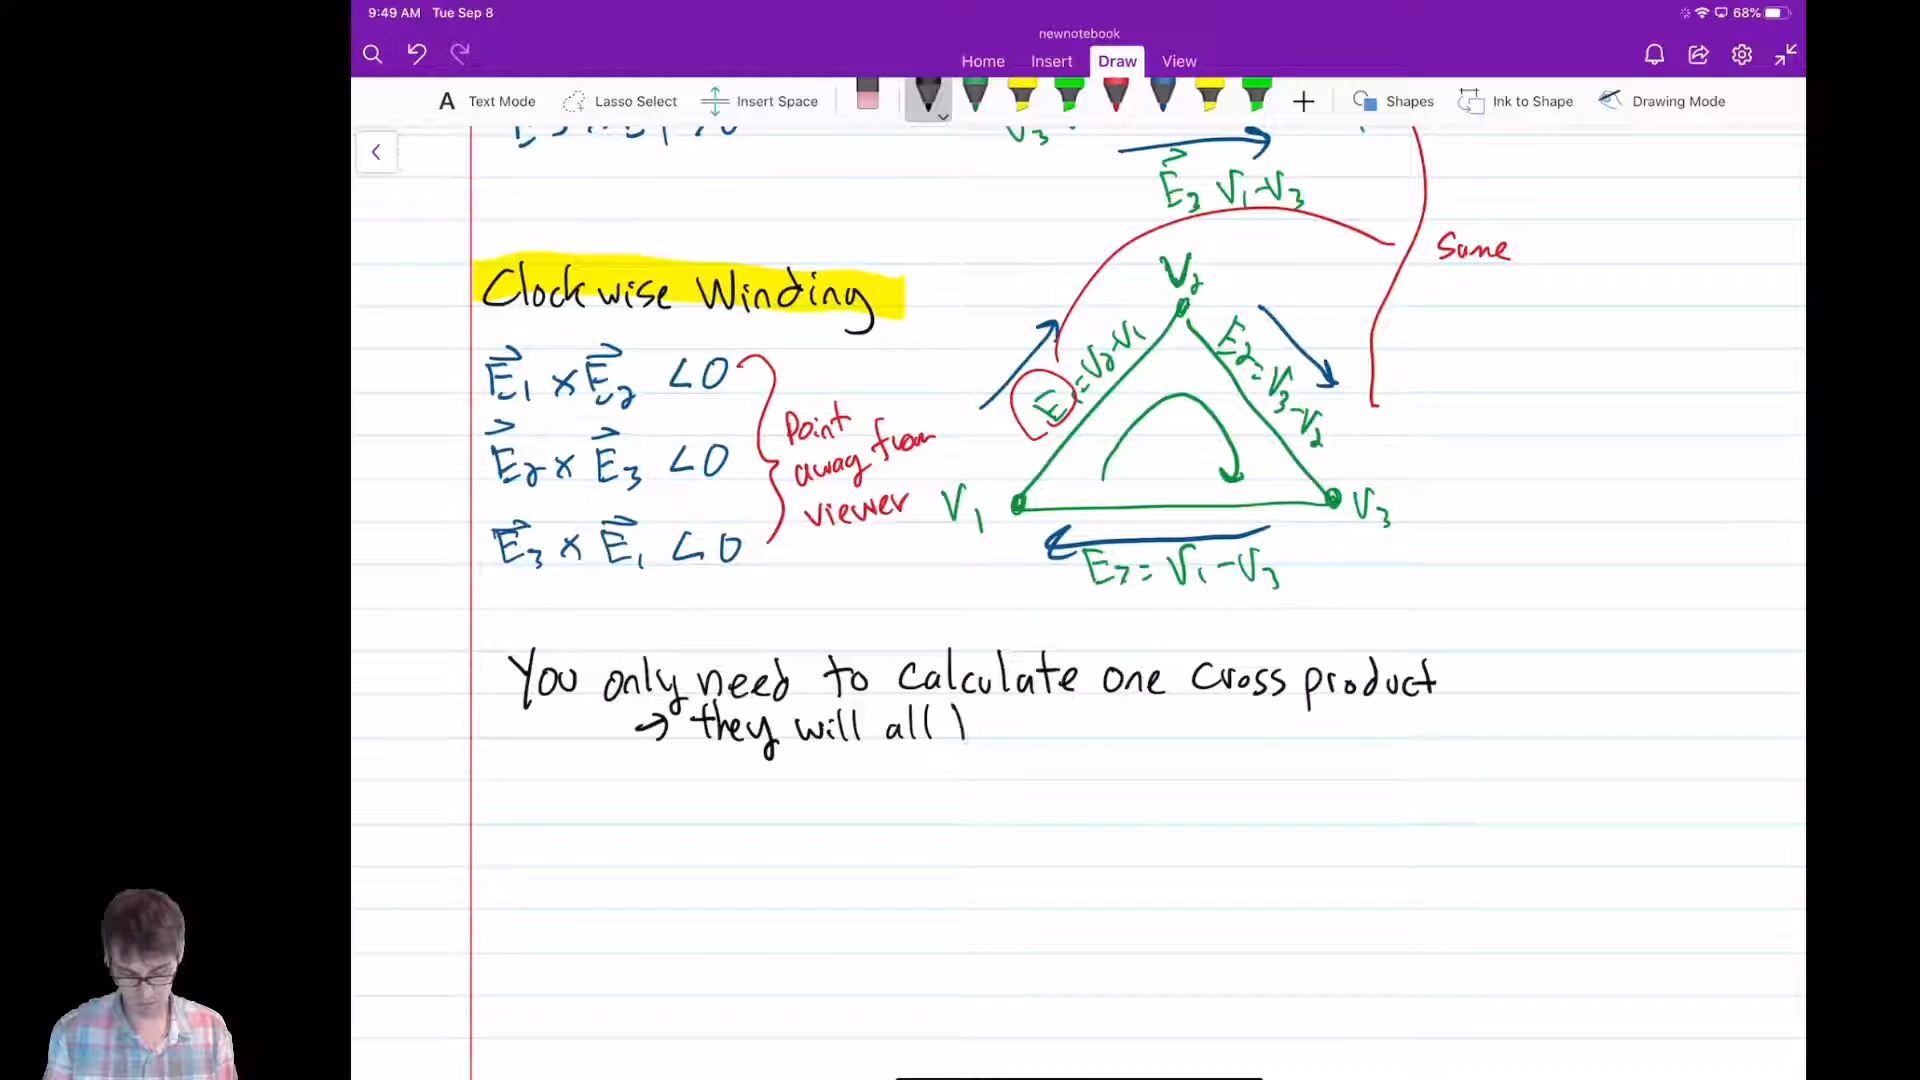 9:49 AM Tue Sep 8
68%
newnotebook
Home Insert Draw View
A Text Mode Lasso Select Insert Space Shapes Ink to Shape Drawing Mode
V3
E3 V1-V3
Same
Clockwise Winding
V2
E1 x E2 <0
E1=V2-V1
E2=V3-V2
Point
away from
viewer
E2 x E3 <0
V1
V3
E3 x E1 <0
=V1-V3
You only need to calculate one cross product
→ they will all